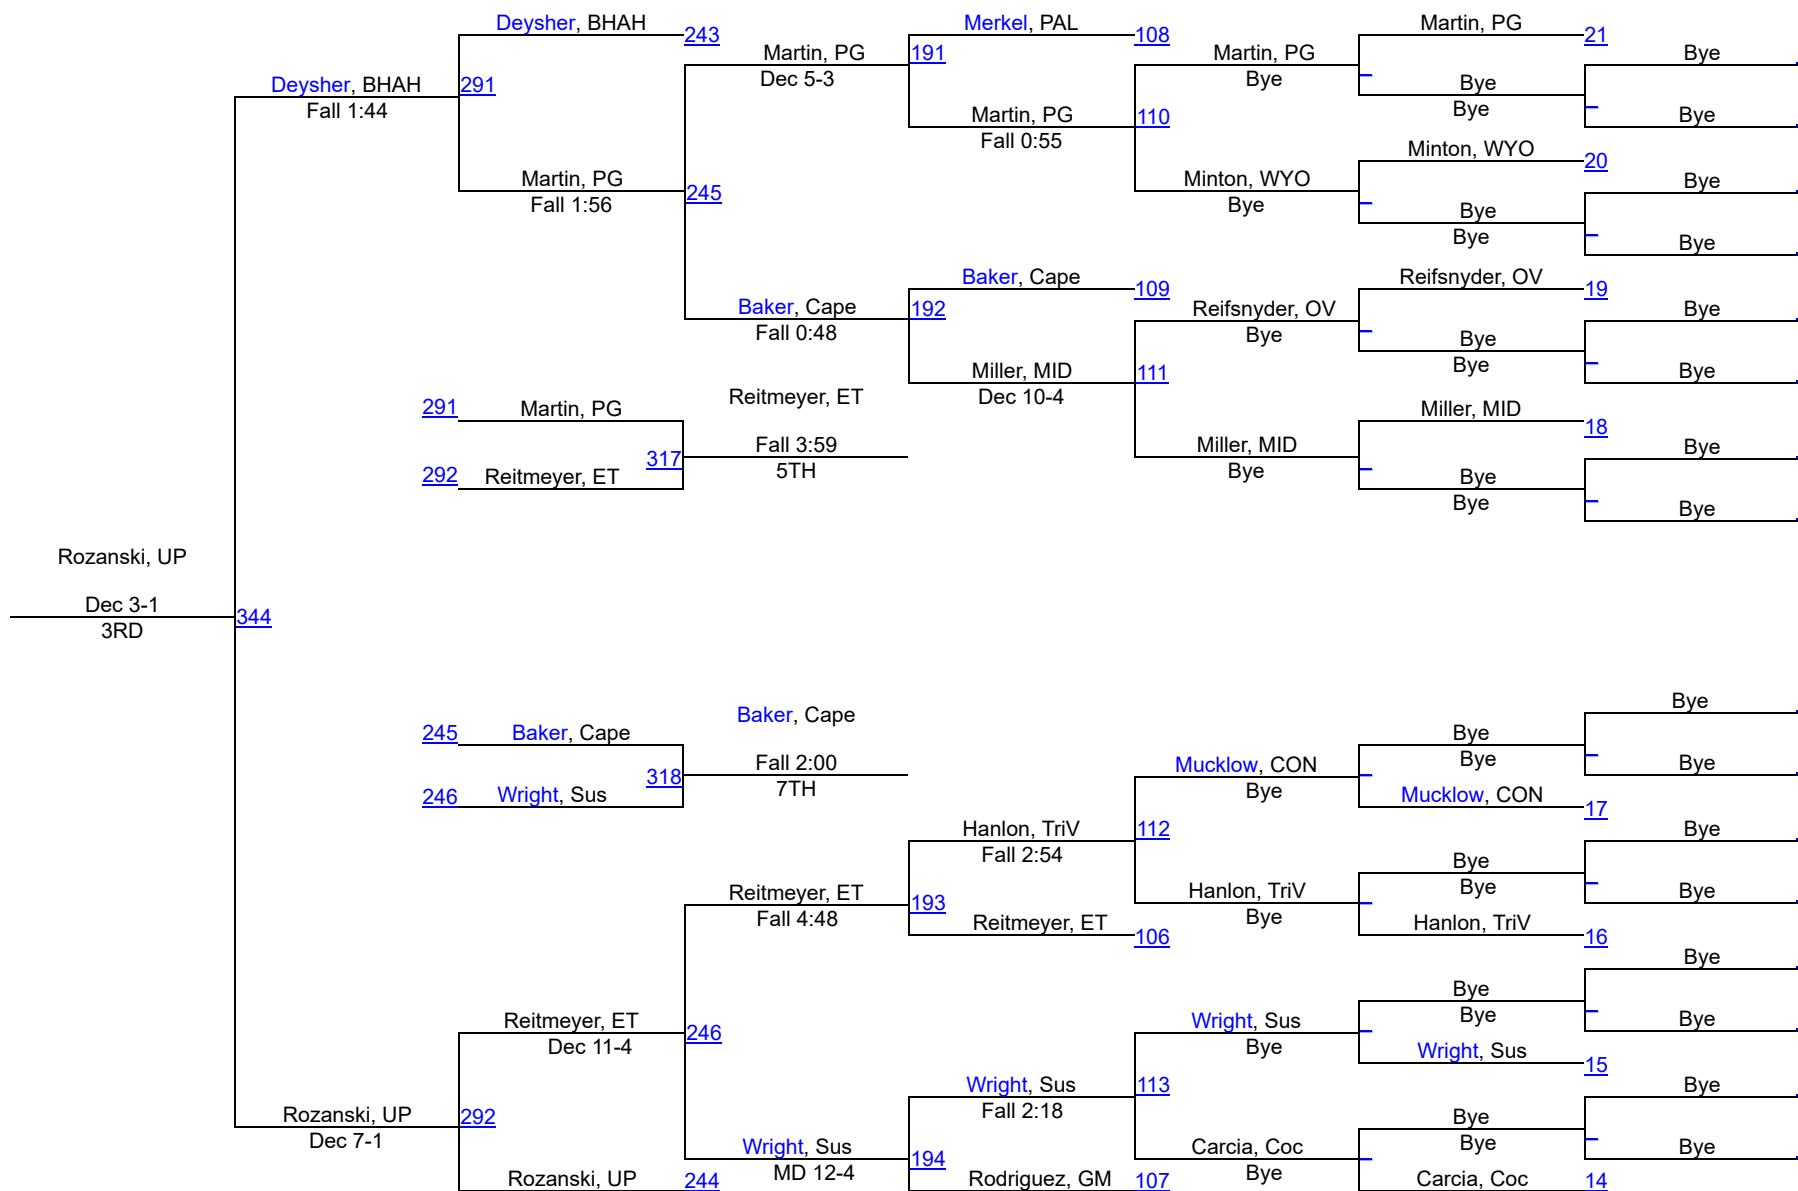 Deysher, BHAH
243
Merkel, PAL
108
Martin, PG
21
Martin, PG
Dec 5-3
191
Martin, PG
Bye
Bye
Deysher, BHAH
Fall 1:44
291
Bye
Bye
Martin, PG
Fall 0:55
110
Bye
Minton, WYO
20
Martin, PG
Fall 1:56
245
Minton, WYO
Bye
Bye
Bye
Bye
Bye
Baker, Cape
109
Reifsnyder, OV
19
Baker, Cape
Fall 0:48
192
Reifsnyder, OV
Bye
Bye
Bye
Bye
Miller, MID
Dec 10-4
111
Bye
291
Martin, PG
Reitmeyer, ET
Miller, MID
18
Fall 3:59
5TH
317
Miller, MID
Bye
Bye
292
Reitmeyer, ET
Bye
Bye
Bye
Rozanski, UP
Dec 3-1
3RD
344
Bye
245
Baker, Cape
Baker, Cape
Bye
Bye
Fall 2:00
7TH
318
Mucklow, CON
Bye
Bye
246
Wright, Sus
Mucklow, CON
17
Hanlon, TriV
Fall 2:54
112
Bye
Bye
Bye
Reitmeyer, ET
Fall 4:48
193
Hanlon, TriV
Bye
Bye
Reitmeyer, ET
106
Hanlon, TriV
16
Bye
Bye
Bye
Reitmeyer, ET
Dec 11-4
246
Wright, Sus
Bye
Bye
Wright, Sus
15
Wright, Sus
Fall 2:18
113
Bye
Rozanski, UP
Dec 7-1
292
Bye
Bye
Wright, Sus
MD 12-4
194
Carcia, Coc
Bye
Bye
Rozanski, UP
244
Rodriguez, GM
107
Carcia, Coc
14